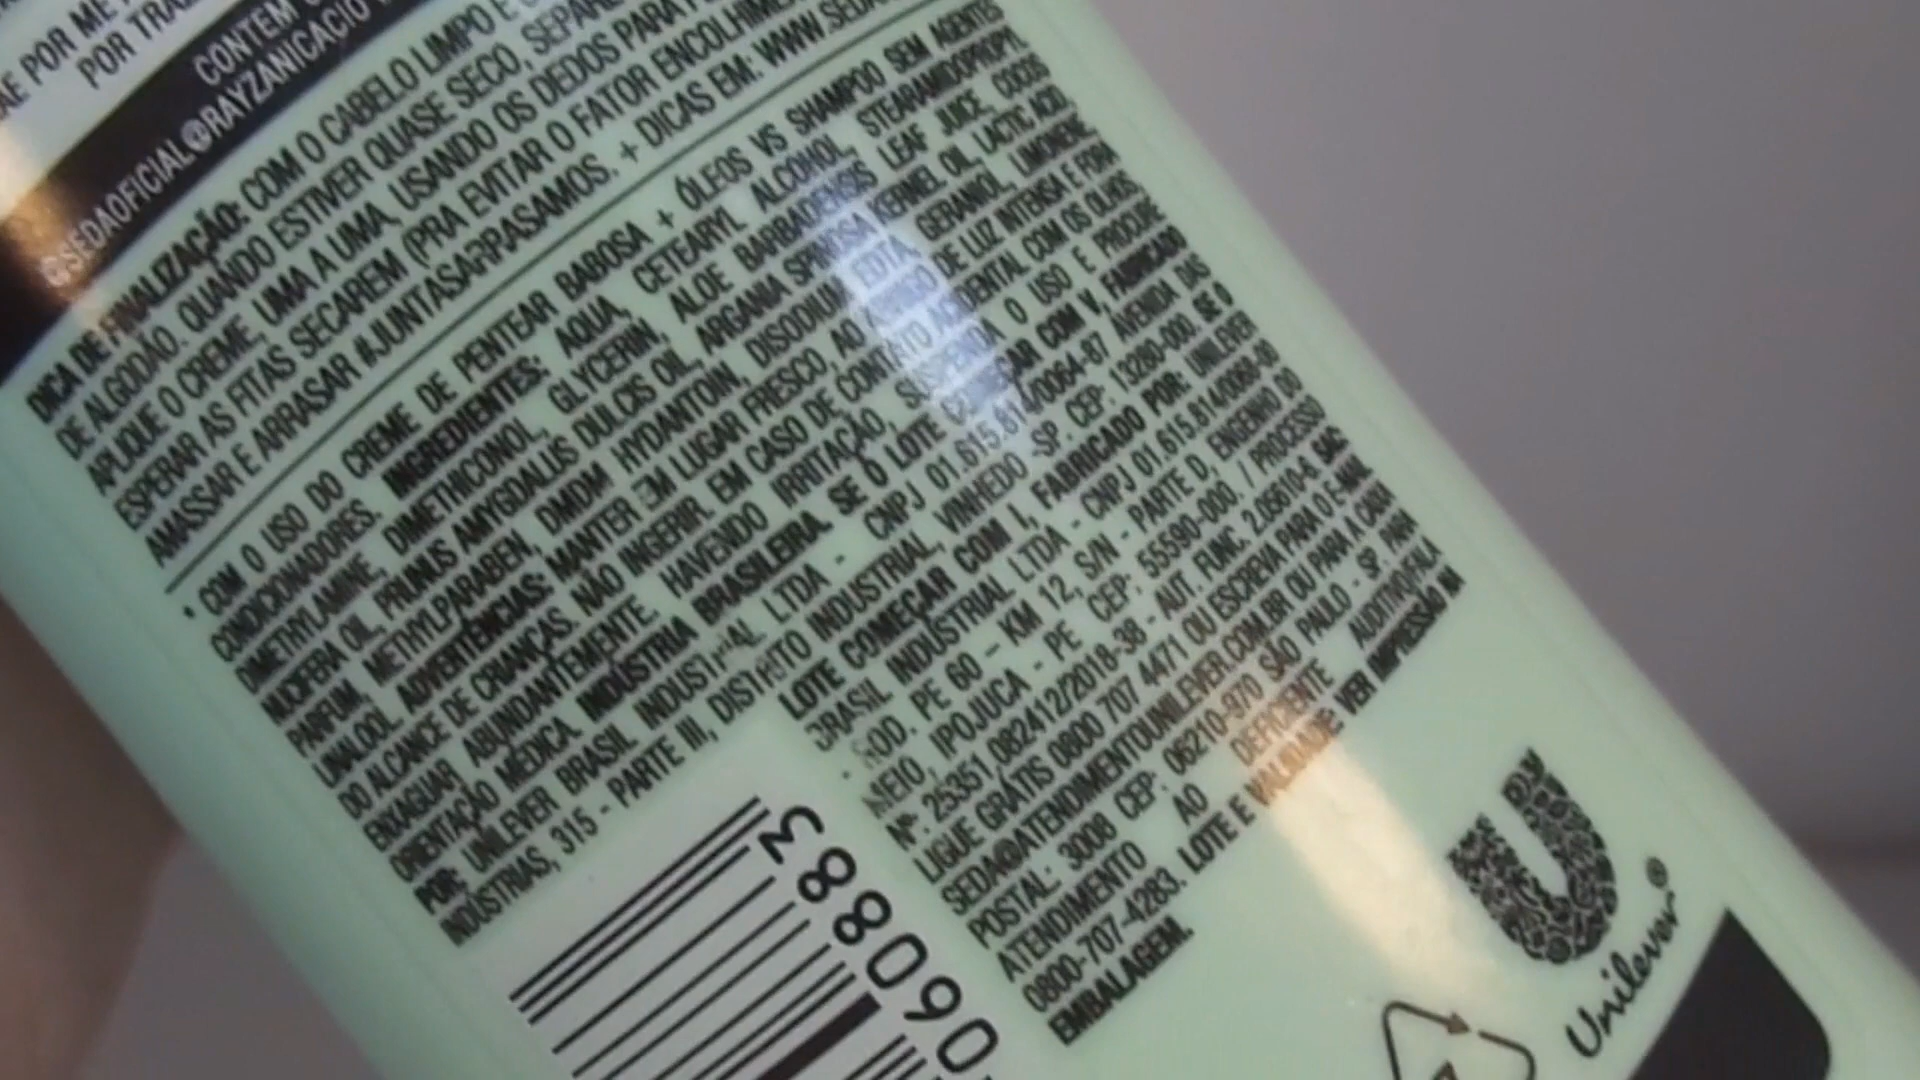 AE POR ME
POR TRA
CONTÉM
@SEDAOFICIAL@RAYZANICACIO
DICA DE FINALIZAÇÃO: COM O CABELO LIMPO E
DE ALGODÃO. QUANDO ESTIVER QUASE SECO, SEPARE
APLIQUE O CREME, UMA A UMA, USANDO OS DEDOS PARA
ESPERAR AS FITAS SECAREM (PRA EVITAR O FATOR ENCOLHIME
AMASSAR E ARRASAR #JUNTASARRASAMOS. + DICAS EM: WWW.SEDA
* COM O USO DO CREME DE PENTEAR BABOSA + ÓLEOS VS SHAMPOO SEM AGENTES
CONDICIONADORES. INGREDIENTES: AQUA, CETEARYL ALCOHOL, STEARAMIDOPROPYL
DIMETHYLAMINE, DIMETHICONOL, GLYCERIN, ALOE BARBADENSIS LEAF JUICE, COCOS
NUCIFERA OIL, PRUNUS AMYGDALUS DULCIS OIL, ARGANIA SPINOSA KERNEL OIL, LACTIC ACID,
PARFUM, METHYLPARABEN, DMDM HYDANTOIN, DISODIUM EDTA, GERANIOL, LIMONENE,
LINALOOL. ADVERTÊNCIAS: MANTER EM LUGAR FRESCO, AO ABRIGO DE LUZ INTENSA E FORA
DO ALCANCE DE CRIANÇAS. NÃO INGERIR. EM CASO DE CONTATO ACIDENTAL COM OS OLHOS,
ENXAGUAR ABUNDANTEMENTE. HAVENDO IRRITAÇÃO, SUSPENDA O USO E PROCURE
ORIENTAÇÃO MÉDICA. INDÚSTRIA BRASILEIRA. SE O LOTE COMEÇAR COM V, FABRICADO
POR: UNILEVER BRASIL INDUSTRIAL LTDA - CNPJ 01.615.814/0064-87 AVENIDA DAS
INDÚSTRIAS, 315 - PARTE III, DISTRITO INDUSTRIAL, VINHEDO - SP. CEP: 13280-000. SE O
LOTE COMEÇAR COM I, FABRICADO POR: UNILEVER
BRASIL INDUSTRIAL LTDA - CNPJ 01.615.814/0080-
- ROD. PE 60 - KM 12, S/N - PARTE D, ENGENHO DO
MEIO, IPOJUCA - PE CEP: 55590-000. / PROCESSO
Nº: 25351.082412/2018-38 - AUT. FUNC. 2.06610-6. SAC:
LIGUE GRÁTIS 0800 707 4471 OU ESCREVA PARA O E-MAIL
SEDA@ATENDIMENTOUNILEVER.COM.BR OU PARA A CAIXA
POSTAL: 3008 CEP: 06210-970 SÃO PAULO - SP. PARA
ATENDIMENTO AO DEFICIENTE AUDITIVO/FALA
0800-707-4283. LOTE E VALIDADE: VER IMPRESSÃO NA
EMBALAGEM.
060883
Unilever®